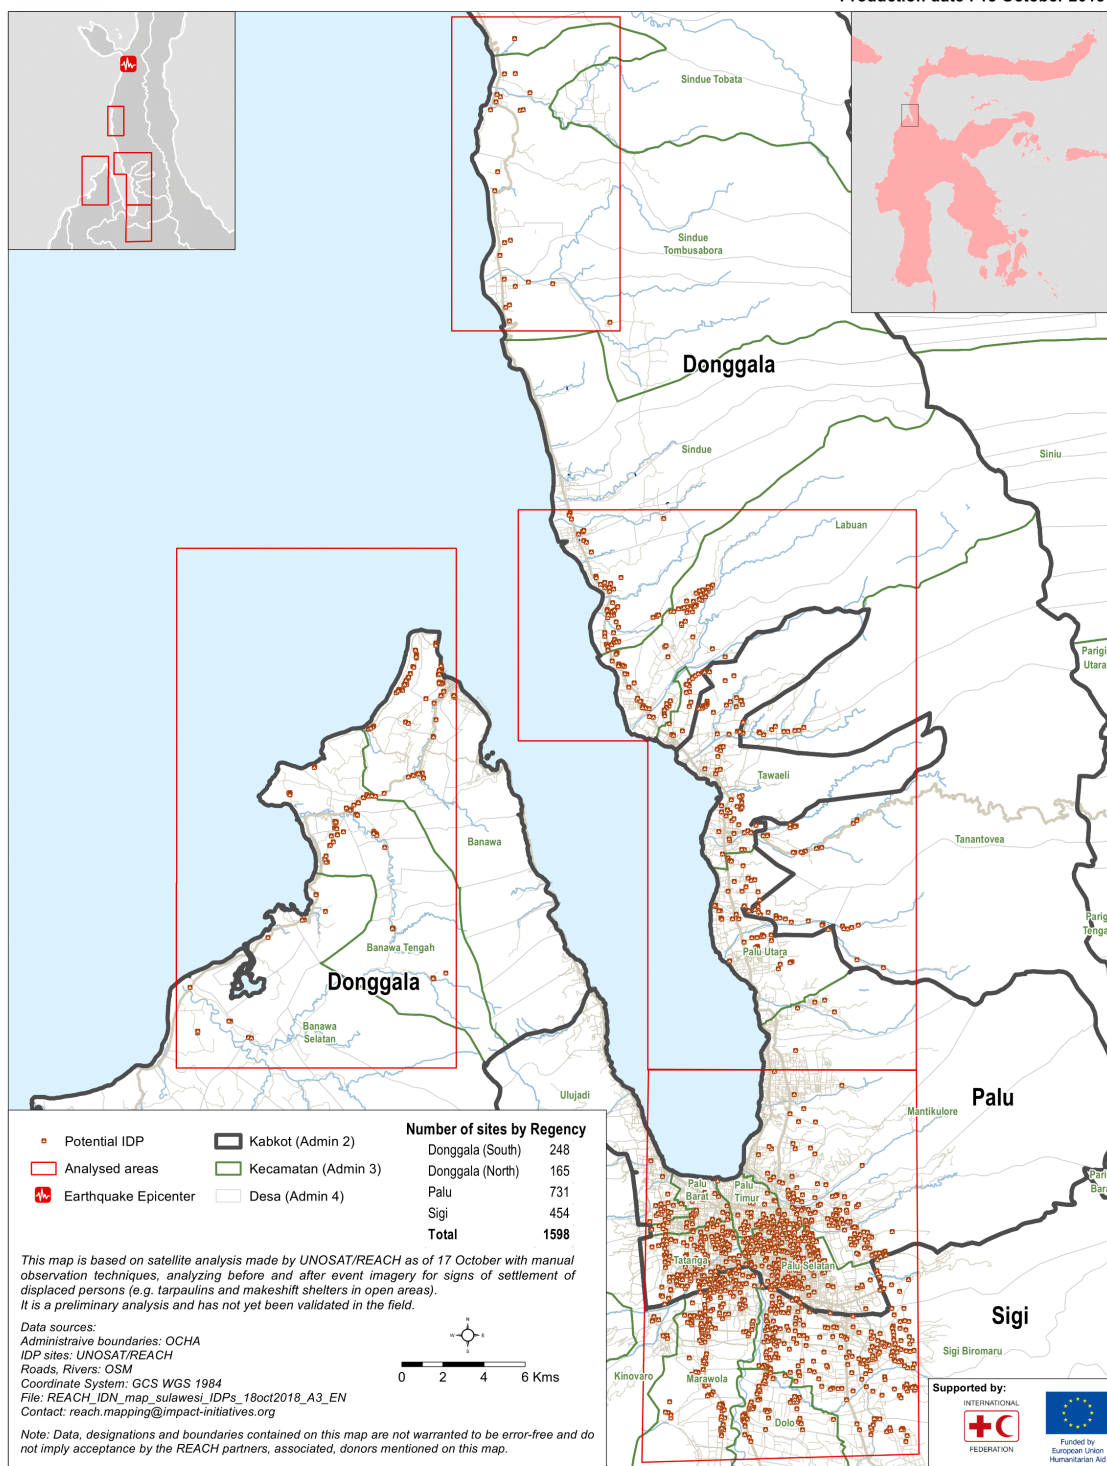 Sindue Tobata
Sindue
Tombusabora
Donggala
Sindue
Siniu
Labuan
Parigi
Utara
Tawaeli
Tanantovea
Banawa
Banawa Tengah
Donggala
Banawa
Selatan
Palu Utara
Ulujadi
Palu
Mantikulore
Palu
Barat
Palu
Timur
Tatanga
Palu Selatan
Sigi
Sigi Biromaru
Kinovaro
Marawola
Dolo
Potential IDP
Analysed areas
Earthquake Epicenter
Kabkot (Admin 2)
Kecamatan (Admin 3)
Desa (Admin 4)
Number of sites by Regency
Donggala (South) 248
Donggala (North) 165
Palu 731
Sigi 454
Total 1598
This map is based on satellite analysis made by UNOSAT/REACH as of 17 October with manual
observation techniques, analyzing before and after event imagery for signs of settlement of
displaced persons (e.g. tarpaulins and makeshift shelters in open areas).
It is a preliminary analysis and has not yet been validated in the field.
Data sources:
Administraive boundaries: OCHA
IDP sites: UNOSAT/REACH
Roads, Rivers: OSM
Coordinate System: GCS WGS 1984
File: REACH_IDN_map_sulawesi_IDPs_18oct2018_A3_EN
Contact: reach.mapping@impact-initiatives.org
Note: Data, designations and boundaries contained on this map are not warranted to be error-free and do
not imply acceptance by the REACH partners, associated, donors mentioned on this map.
N
W E
S
0 2 4 6 Kms
Supported by:
INTERNATIONAL
FEDERATION
Funded by
European Union
Humanitarian Aid